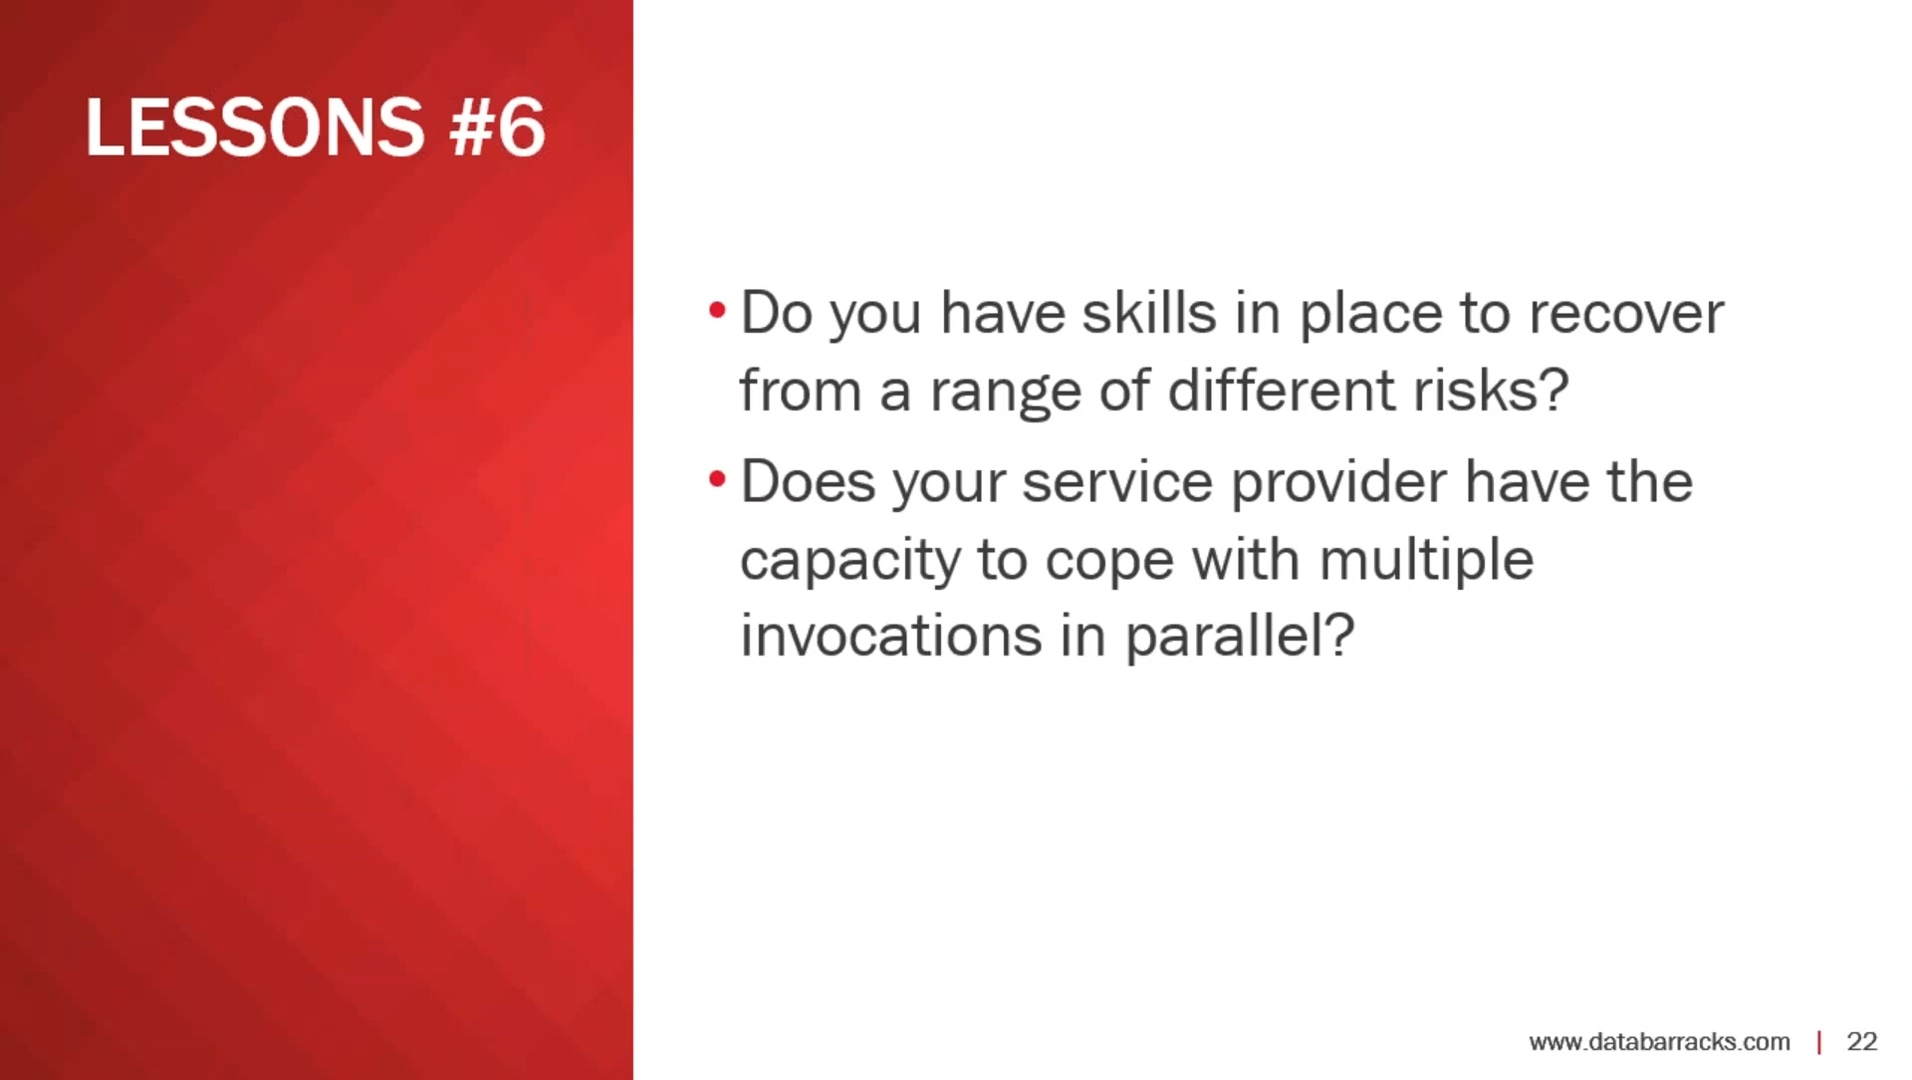 LESSONS #6
• Do you have skills in place to recover
from a range of different risks?
• Does your service provider have the
capacity to cope with multiple
invocations in parallel?
www.databarracks.com | 22